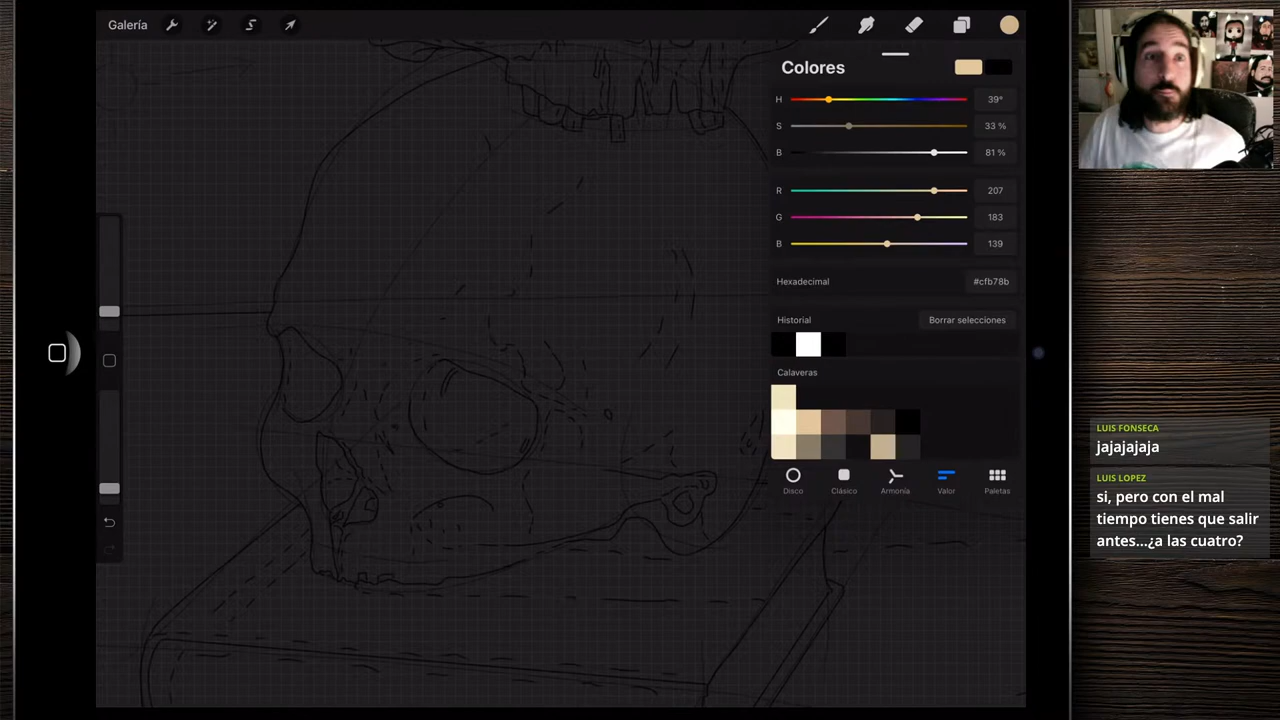 Galería
Colores
H 39°
S 33 %
B 81 %
R 207
G 183
B 139
Hexadecimal #cfb78b
Historial Borrar selecciones
Calaveras
Disco Clásico Armonía Valor Paletas
LUIS FONSECA
jajajajaja
LUIS LOPEZ
si, pero con el mal
tiempo tienes que salir
antes...¿a las cuatro?